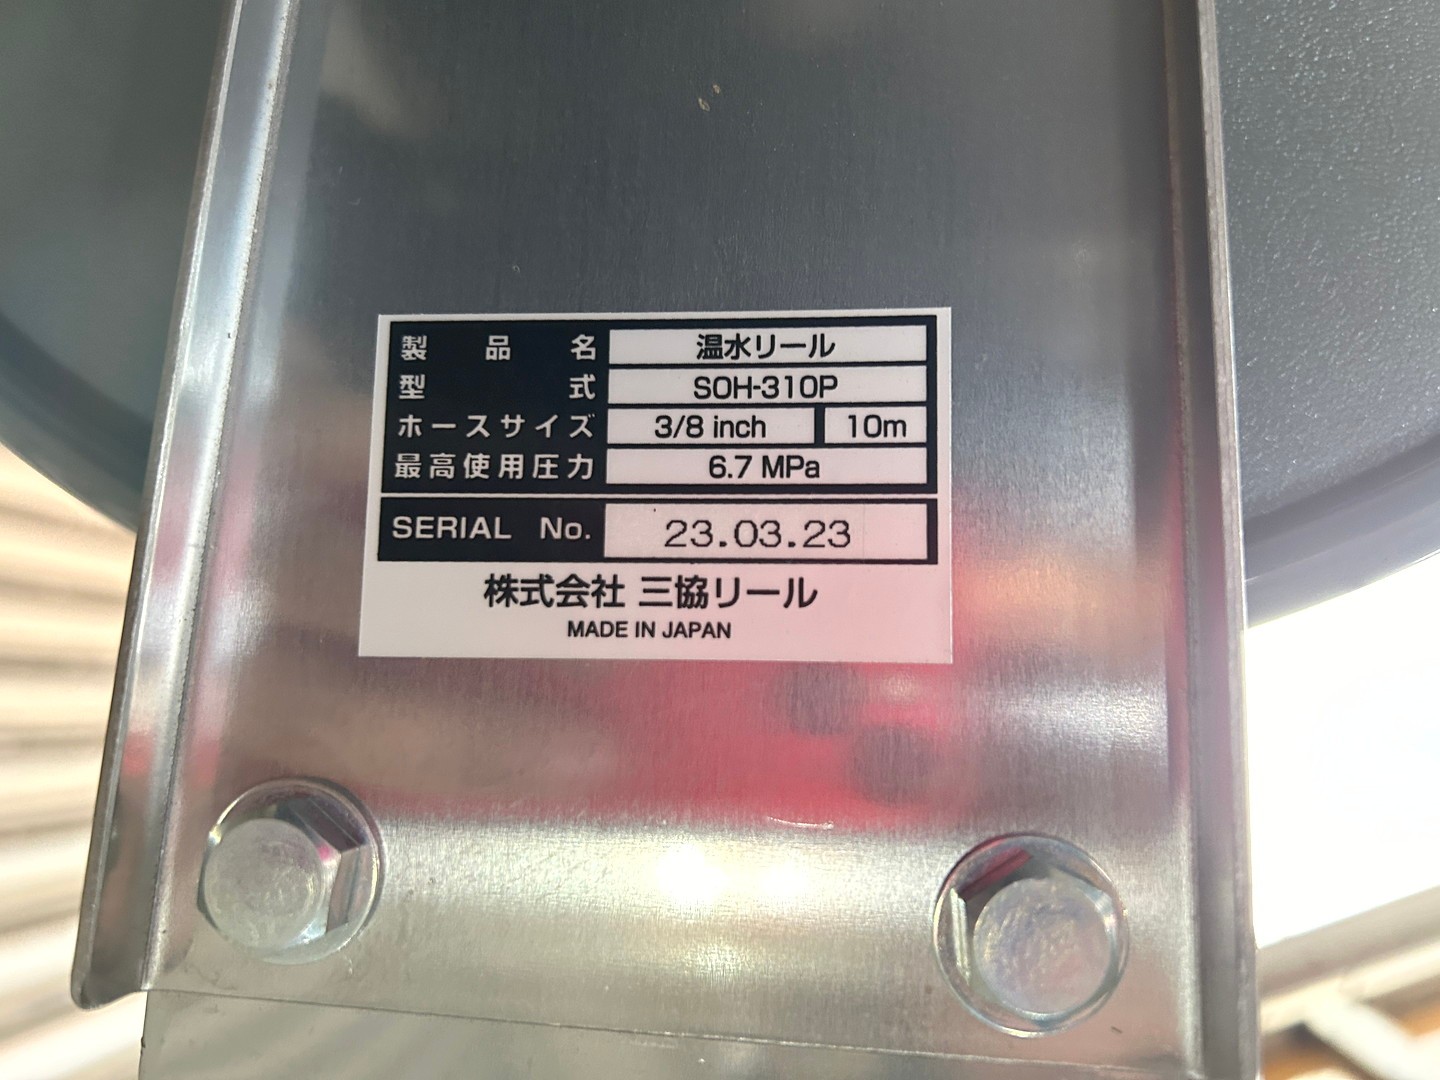 製品名 温水リール
型式 SOH-310P
ホースサイズ 3/8 inch 10m
最高使用圧力 6.7 MPa
SERIAL No. 23.03.23
株式会社 三協リール
MADE IN JAPAN